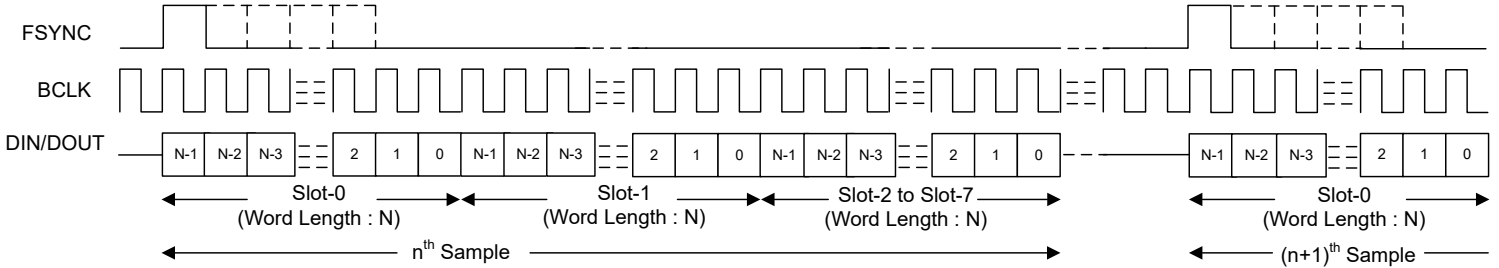 FSYNC
BCLK
DIN/DOUT
N-1 N-2 N-3 2 1 0 N-1 N-2 N-3 2 1 0 N-1 N-2 N-3 2 1 0 N-1 N-2 N-3 2 1 0
Slot-0 Slot-1 Slot-2 to Slot-7 Slot-0
(Word Length : N) (Word Length : N) (Word Length : N) (Word Length : N)
nth Sample (n+1)th Sample